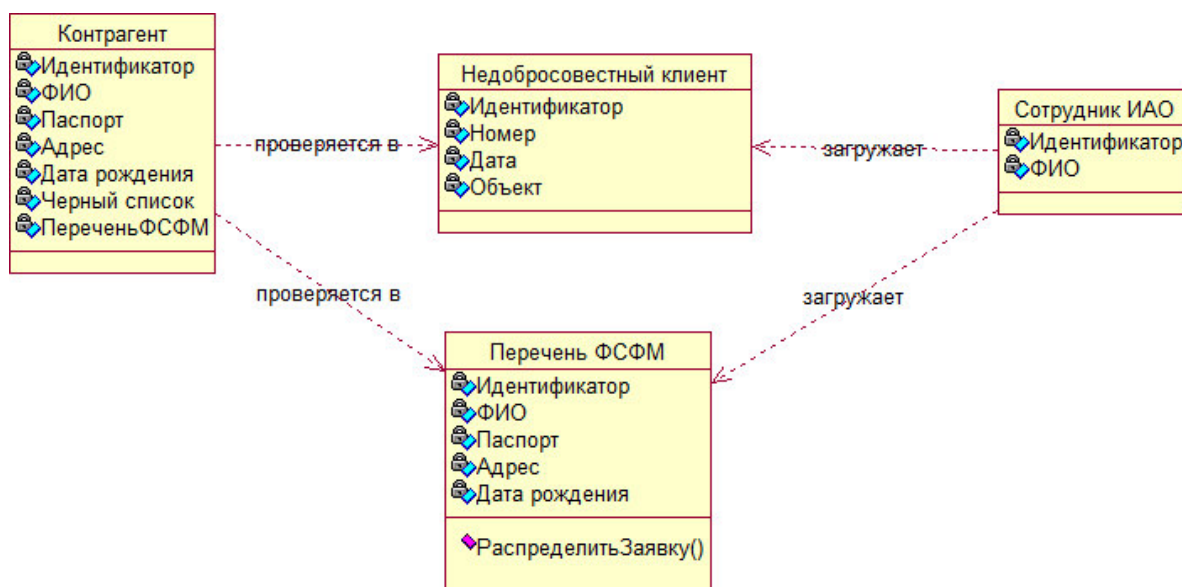 Контрагент
Идентификатор
ФИО
Паспорт
Адрес
Дата рождения
Черный список
ПереченьФСФМ
проверяется в
Недобросовестный клиент
Идентификатор
Номер
Дата
Объект
загружает
Сотрудник ИАО
Идентификатор
ФИО
проверяется в
загружает
Перечень ФСФМ
Идентификатор
ФИО
Паспорт
Адрес
Дата рождения
РаспределитьЗаявку()